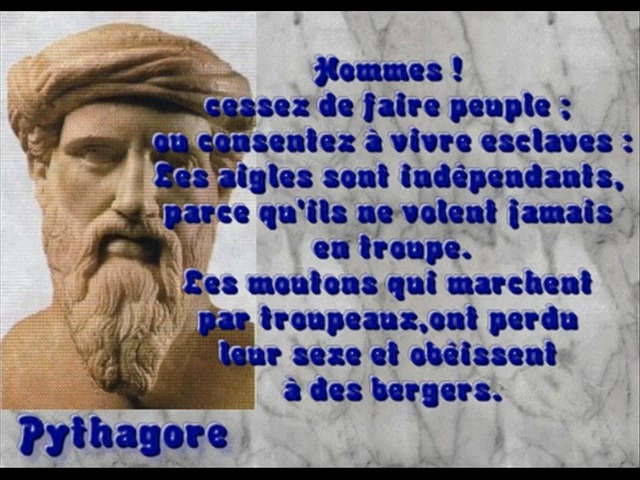 Hommes !
cessez de faire peuple ;
ou consentez à vivre esclaves :
Les aigles sont indépendants,
parce qu'ils ne volent jamais
en troupe.
Les moutons qui marchent
par troupeaux,ont perdu
leur sexe et obéissent
à des bergers.
Pythagore